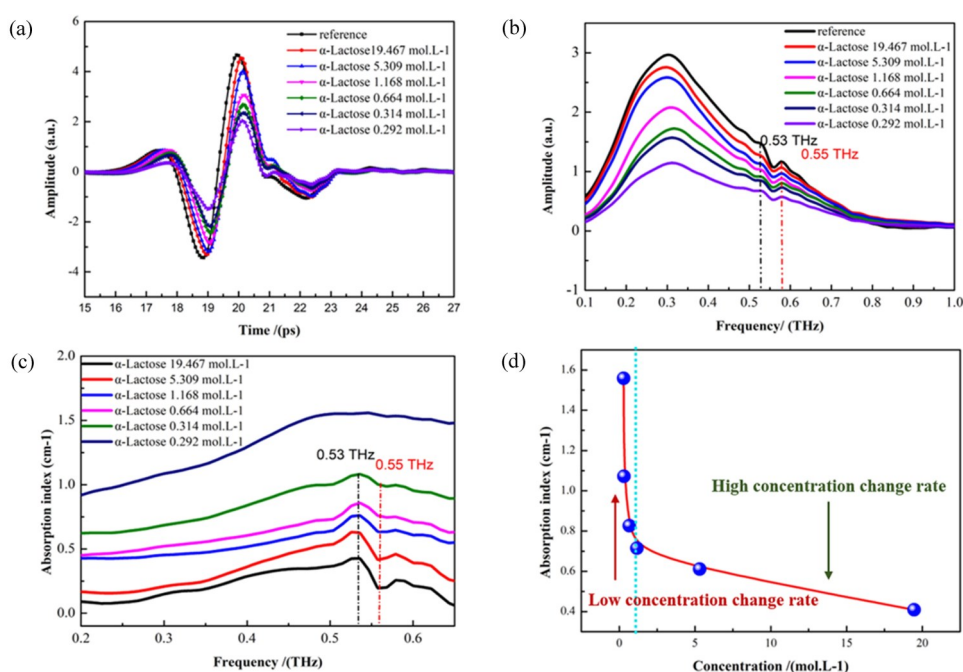 (a)
6
4
2
0
-2
-4
Amplitude (a.u.)
15 16 17 18 19 20 21 22 23 24 25 26 27
Time /(ps)
reference
α-Lactose19.467 mol.L-1
α-Lactose 5.309 mol.L-1
α-Lactose 1.168 mol.L-1
α-Lactose 0.664 mol.L-1
α-Lactose 0.314 mol.L-1
α-Lactose 0.292 mol.L-1
(b)
3
2
1
0
-1
Amplitude (a.u.)
0.1 0.2 0.3 0.4 0.5 0.6 0.7 0.8 0.9 1.0
Frequency/ (THz)
reference
α-Lactose 19.467 mol.L-1
α-Lactose 5.309 mol.L-1
α-Lactose 1.168 mol.L-1
α-Lactose 0.664 mol.L-1
α-Lactose 0.314 mol.L-1
α-Lactose 0.292 mol.L-1
0.53 THz
0.55 THz
(c)
2.0
1.5
1.0
0.5
0.0
Absorption index (cm-1)
0.2 0.3 0.4 0.5 0.6
Frequency /(THz)
α-Lactose 19.467 mol.L-1
α-Lactose 5.309 mol.L-1
α-Lactose 1.168 mol.L-1
α-Lactose 0.664 mol.L-1
α-Lactose 0.314 mol.L-1
α-Lactose 0.292 mol.L-1
0.53 THz
0.55 THz
(d)
1.6
1.4
1.2
1.0
0.8
0.6
0.4
Absorption index (cm-1)
0 5 10 15 20
Concentration /(mol.L-1)
High concentration change rate
Low concentration change rate